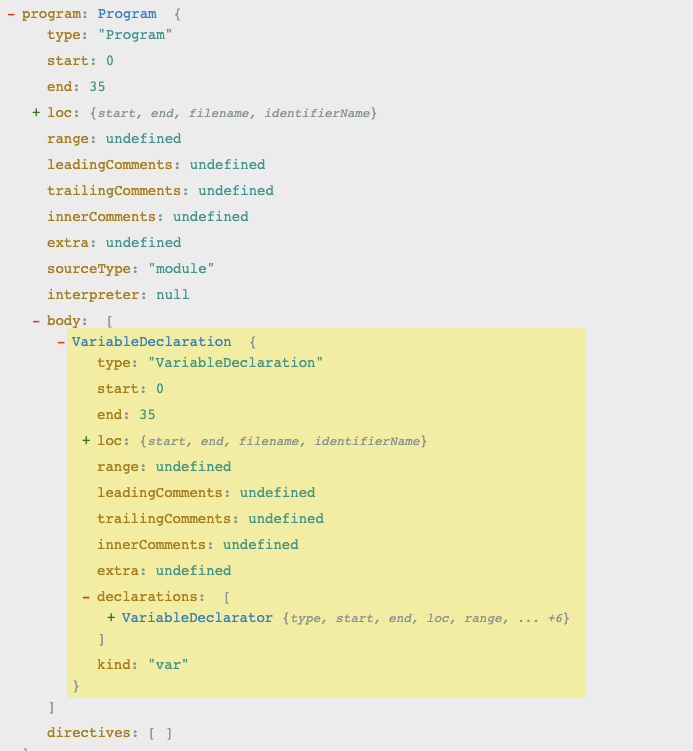 – program: Program {
type: "Program"
start: 0
end: 35
+ loc: {start, end, filename, identifierName}
range: undefined
leadingComments: undefined
trailingComments: undefined
innerComments: undefined
extra: undefined
sourceType: "module"
interpreter: null
– body: [
– VariableDeclaration {
type: "VariableDeclaration"
start: 0
end: 35
+ loc: {start, end, filename, identifierName}
range: undefined
leadingComments: undefined
trailingComments: undefined
innerComments: undefined
extra: undefined
– declarations: [
+ VariableDeclarator {type, start, end, loc, range, ... +6}
]
kind: "var"
}
]
directives: [ ]